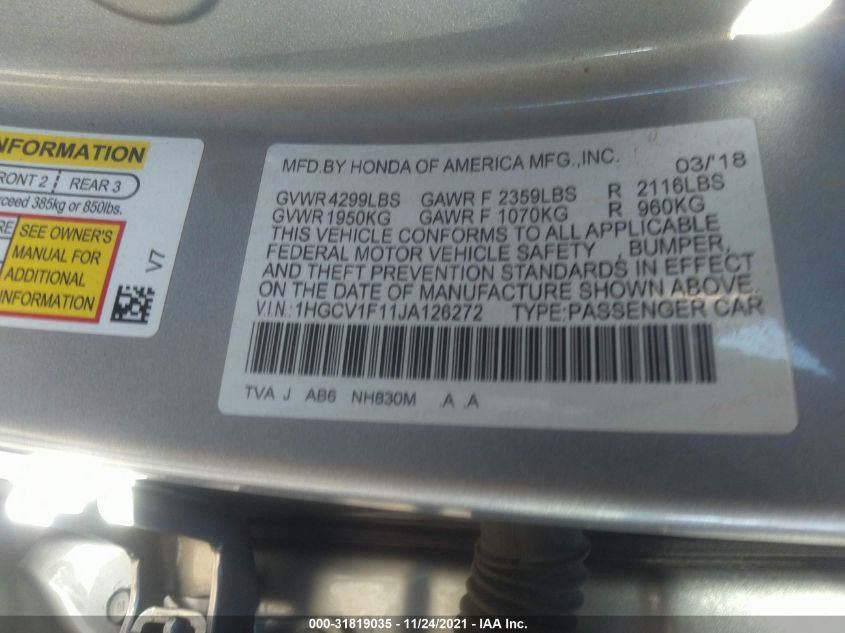 NFORMATION
RONT 2 | REAR 3
xceed 385kg or 850lbs.
RE
SEE OWNER'S
MANUAL FOR
ADDITIONAL
INFORMATION
V7
MFD.BY HONDA OF AMERICA MFG.,INC. 03/'18
GVWR 4299LBS GAWR F 2359LBS R 2116LBS
GVWR 1950KG GAWR F 1070KG R 960KG
THIS VEHICLE CONFORMS TO ALL APPLICABLE
FEDERAL MOTOR VEHICLE SAFETY , BUMPER,
AND THEFT PREVENTION STANDARDS IN EFFECT
ON THE DATE OF MANUFACTURE SHOWN ABOVE.
V.I.N.:1HGCV1F11JA126272 TYPE:PASSENGER CAR
TVA J AB6 NH830M .A .A
000-31819035 - 11/24/2021 - IAA Inc.